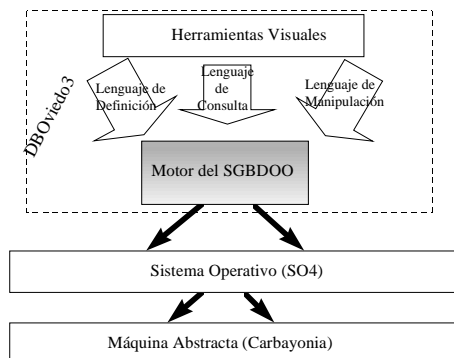 Herramientas Visuales
Lenguaje de
Definición
Lenguaje
de
Consulta
Lenguaje de
Manipulación
DBOviedo3
Motor del SGBDOO
Sistema Operativo (SO4)
Máquina Abstracta (Carbayonia)